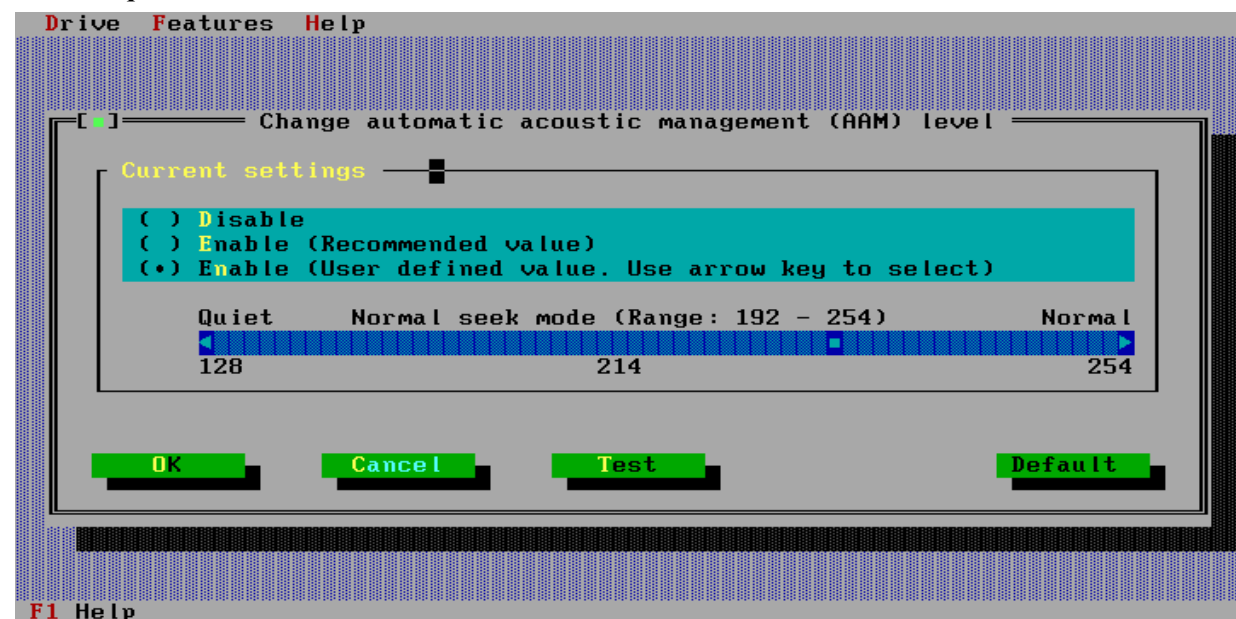 Drive Features Help
[■] Change automatic acoustic management (AAM) level
Current settings
( ) Disable
( ) Enable (Recommended value)
(•) Enable (User defined value. Use arrow key to select)
Quiet Normal seek mode (Range: 192 - 254) Normal
128 214 254
OK Cancel Test Default
F1 Help